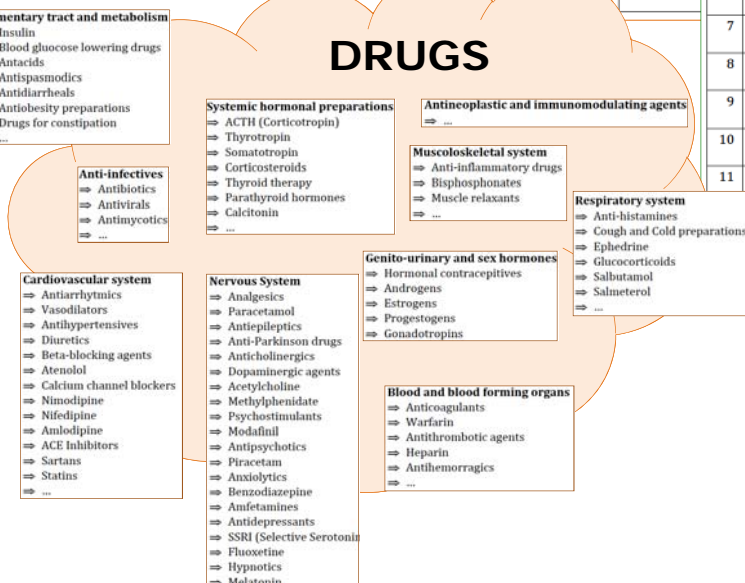 DRUGS
mentary tract and metabolism
Insulin
Blood gluocose lowering drugs
Antacids
Antispasmodics
Antidiarrheals
Antiobesity preparations
Drugs for constipation
...
Systemic hormonal preparations
⇒ ACTH (Corticotropin)
⇒ Thyrotropin
⇒ Somatotropin
⇒ Corticosteroids
⇒ Thyroid therapy
⇒ Parathyroid hormones
⇒ Calcitonin
⇒ ...
Antineoplastic and immunomodulating agents
⇒ ...
Muscoloskeletal system
⇒ Anti-inflammatory drugs
⇒ Bisphosphonates
⇒ Muscle relaxants
⇒ ...
Anti-infectives
⇒ Antibiotics
⇒ Antivirals
⇒ Antimycotics
⇒ ...
Respiratory system
⇒ Anti-histamines
⇒ Cough and Cold preparations
⇒ Ephedrine
⇒ Glucocorticoids
⇒ Salbutamol
⇒ Salmeterol
⇒ ...
Genito-urinary and sex hormones
⇒ Hormonal contracepitives
⇒ Androgens
⇒ Estrogens
⇒ Progestogens
⇒ Gonadotropins
Cardiovascular system
⇒ Antiarrhytmics
⇒ Vasodilators
⇒ Antihypertensives
⇒ Diuretics
⇒ Beta-blocking agents
⇒ Atenolol
⇒ Calcium channel blockers
⇒ Nimodipine
⇒ Nifedipine
⇒ Amlodipine
⇒ ACE Inhibitors
⇒ Sartans
⇒ Statins
⇒ ...
Nervous System
⇒ Analgesics
⇒ Paracetamol
⇒ Antiepileptics
⇒ Anti-Parkinson drugs
⇒ Anticholinergics
⇒ Dopaminergic agents
⇒ Acetylcholine
⇒ Methylphenidate
⇒ Psychostimulants
⇒ Modafinil
⇒ Antipsychotics
⇒ Piracetam
⇒ Anxiolytics
⇒ Benzodiazepine
⇒ Amfetamines
⇒ Antidepressants
⇒ SSRI (Selective Serotonin
⇒ Fluoxetine
⇒ Hypnotics
⇒ Melatonin
Blood and blood forming organs
⇒ Anticoagulants
⇒ Warfarin
⇒ Antithrombotic agents
⇒ Heparin
⇒ Antihemorragics
⇒ ...
7
8
9
10
11